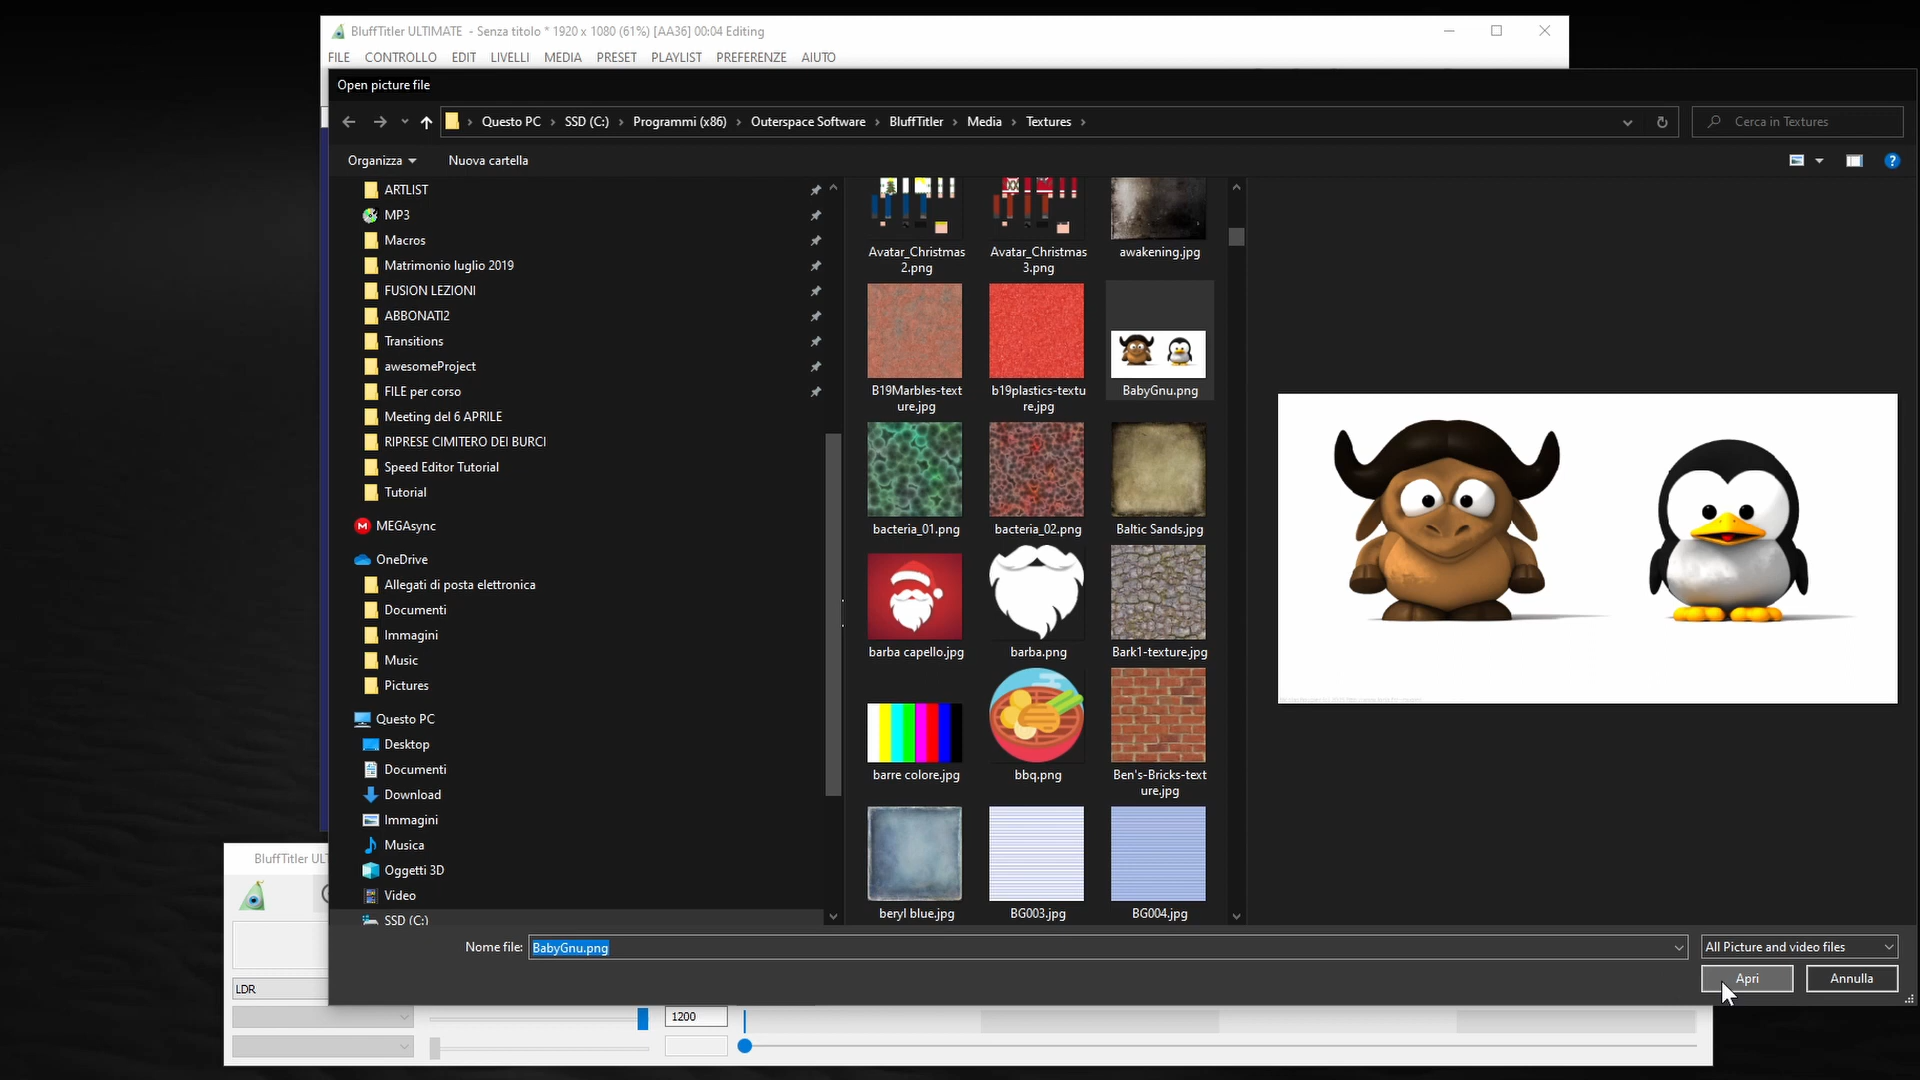 BluffTitler ULTIMATE - Senza titolo * 1920 x 1080 (61%) [AA36] 00:04 Editing
FILE CONTROLLO EDIT LIVELLI MEDIA PRESET PLAYLIST PREFERENZE AIUTO
Open picture file
Questo PC › SSD (C:) › Programmi (x86) › Outerspace Software › BluffTitler › Media › Textures ›
Cerca in Textures
Organizza
Nuova cartella
ARTLIST
MP3
Macros
Matrimonio luglio 2019
FUSION LEZIONI
ABBONATI2
Transitions
awesomeProject
FILE per corso
Meeting del 6 APRILE
RIPRESE CIMITERO DEI BURCI
Speed Editor Tutorial
Tutorial
MEGAsync
OneDrive
Allegati di posta elettronica
Documenti
Immagini
Music
Pictures
Questo PC
Desktop
Documenti
Download
Immagini
Musica
Oggetti 3D
Video
SSD (C:)
Avatar_Christmas
2.png
Avatar_Christmas
3.png
awakening.jpg
B19Marbles-text
ure.jpg
b19plastics-textu
re.jpg
BabyGnu.png
bacteria_01.png
bacteria_02.png
Baltic Sands.jpg
barba capello.jpg
barba.png
Bark1-texture.jpg
barre colore.jpg
bbq.png
Ben's-Bricks-text
ure.jpg
beryl blue.jpg
BG003.jpg
BG004.jpg
Nome file: BabyGnu.png
All Picture and video files
Apri
Annulla
BluffTitler ULT
LDR
1200